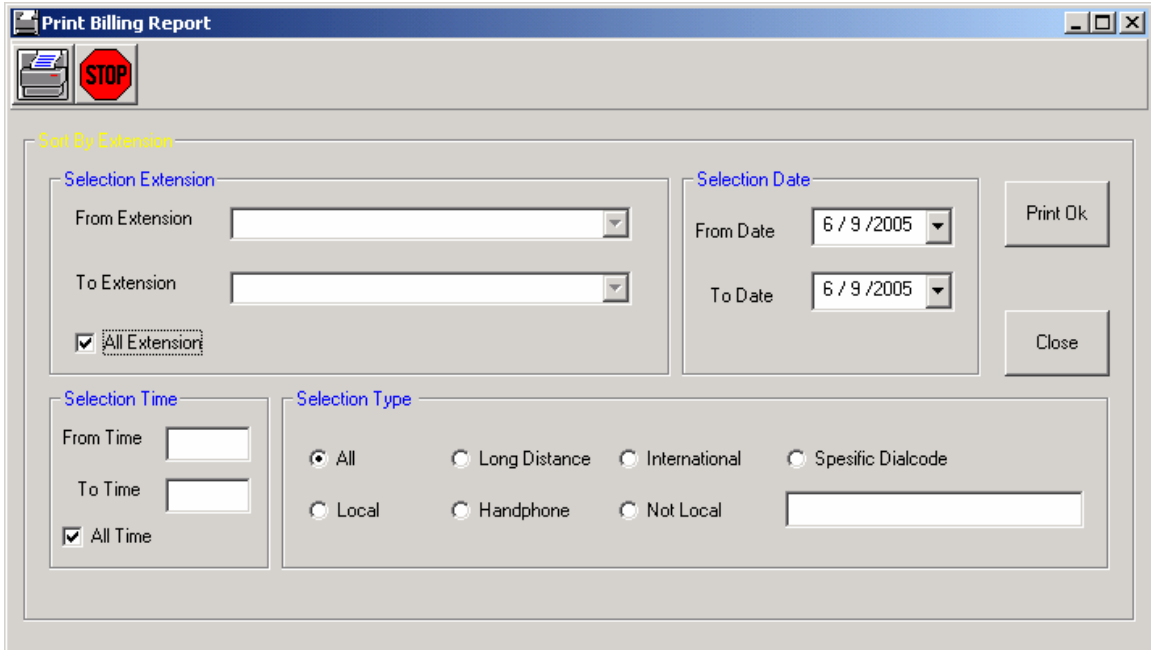 Print Billing Report
STOP
Sort By Extension
Selection Extension
From Extension
To Extension
All Extension
Selection Date
From Date 6 / 9 /2005
To Date 6 / 9 /2005
Print Ok
Close
Selection Time
From Time
To Time
All Time
Selection Type
All Long Distance International Spesific Dialcode
Local Handphone Not Local